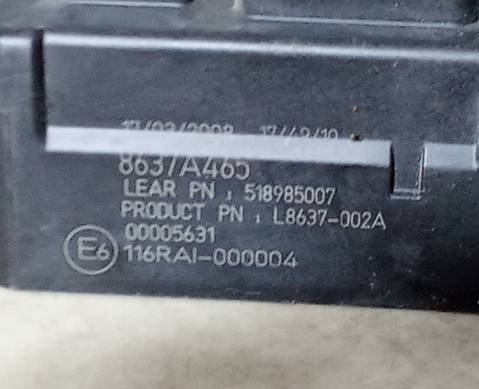 8637A465
LEAR PN : 518985007
PRODUCT PN : L8637-002A
00005631
E6 116RAI-000004